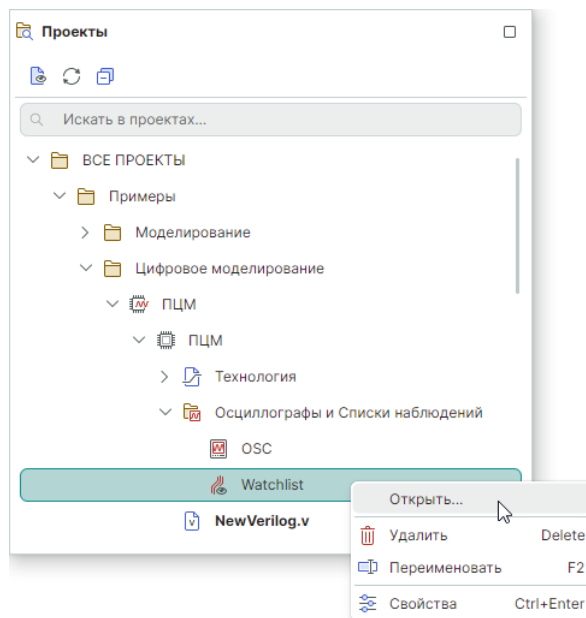 Проекты
Искать в проектах...
ВСЕ ПРОЕКТЫ
Примеры
Моделирование
Цифровое моделирование
ПЦМ
ПЦМ
Технология
Осциллографы и Списки наблюдений
OSC
Watchlist
Открыть...
NewVerilog.v
Удалить Delete
Переименовать F2
Свойства Ctrl+Enter